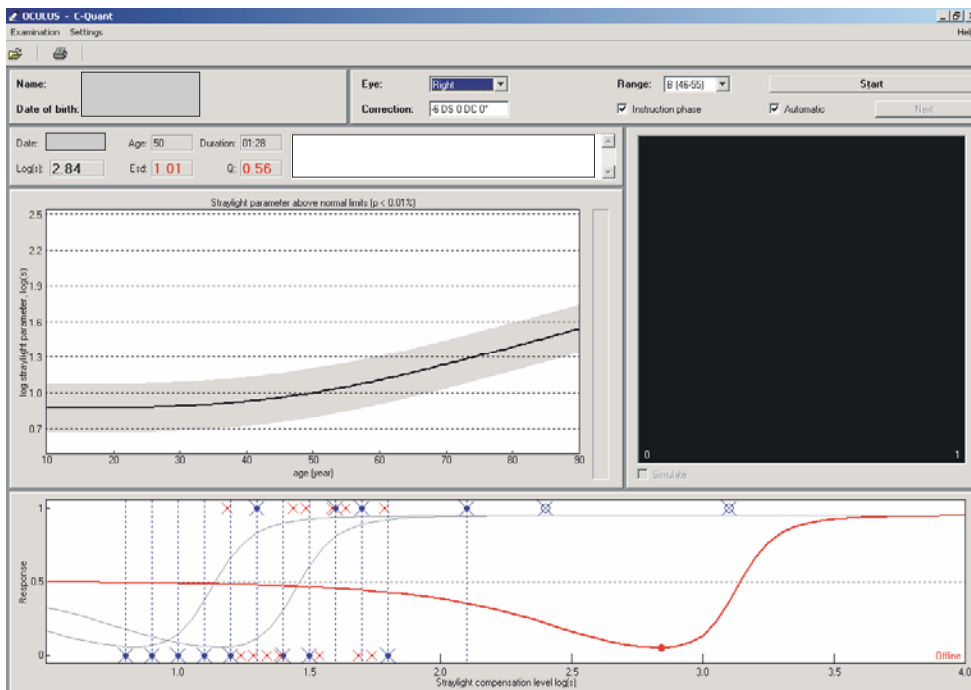 OCULUS - C-Quant
Examination Settings
Help
Name:
Date of birth:
Eye: Right
Correction: -6 DS 0 DC 0°
Range: B (46-55)
Start
Instruction phase
Automatic
Next
Date:
Age: 50
Duration: 01:28
Log(s): 2.84
Esd: 1.01
Q: 0.56
Straylight parameter above normal limits (p < 0.01%)
log straylight parameter, log(s)
2.5
2.2
1.9
1.6
1.3
1.0
0.7
10 20 30 40 50 60 70 80 90
age (year)
0 1
Simulate
Response
1
0.5
0
1.0 1.5 2.0 2.5 3.0 3.5 4.0
Straylight compensation level log(s)
Offline